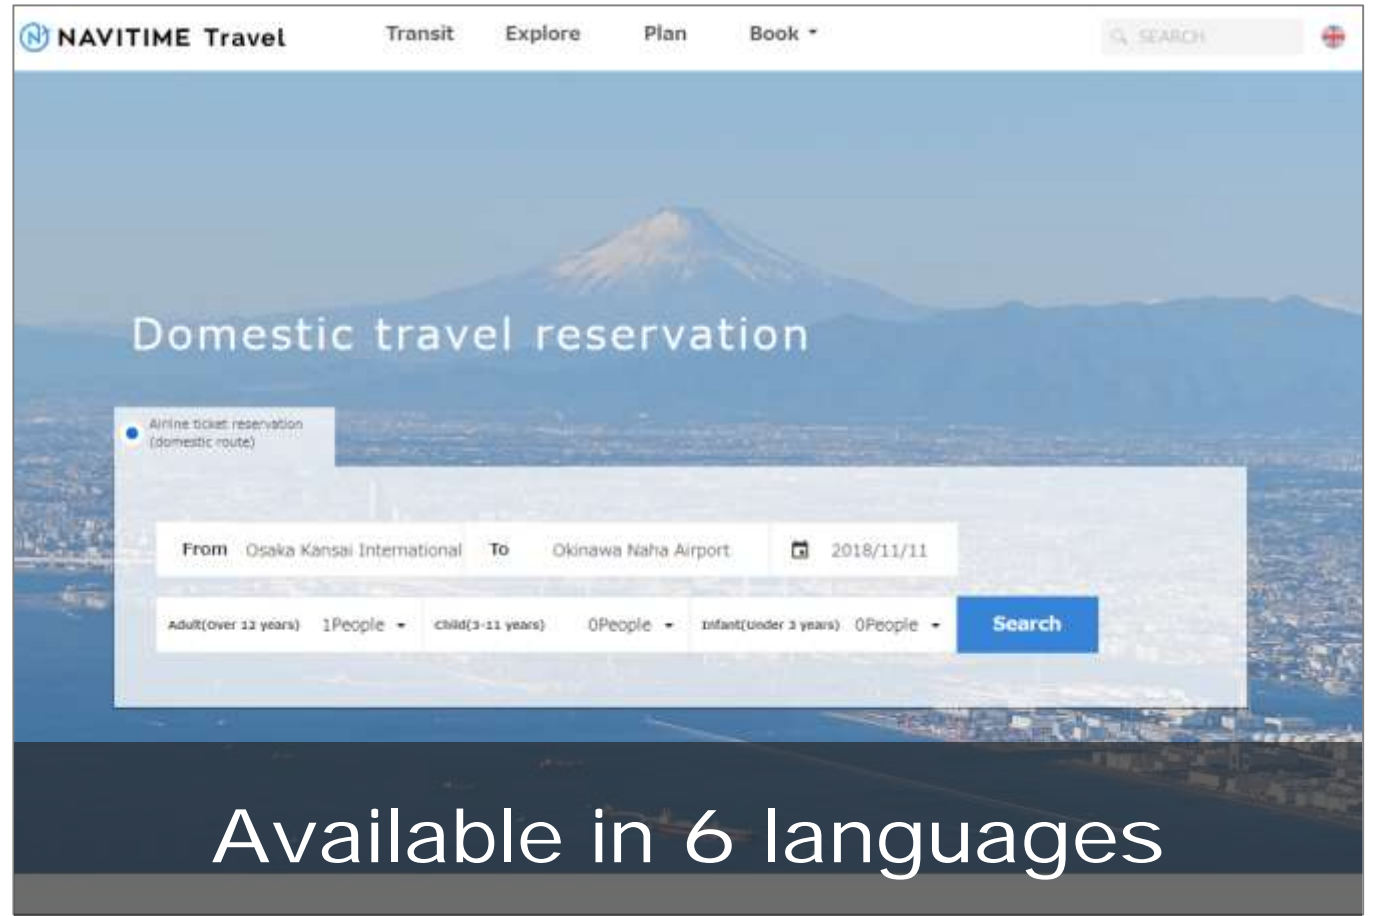 NAVITIME Travel Transit Explore Plan Book SEARCH
Domestic travel reservation
Airline ticket reservation
(domestic route)
From Osaka Kansai International To Okinawa Naha Airport 2018/11/11
Adult(Over 12 years) 1People Child(3-11 years) 0People Infant(Under 3 years) 0People Search
Available in 6 languages